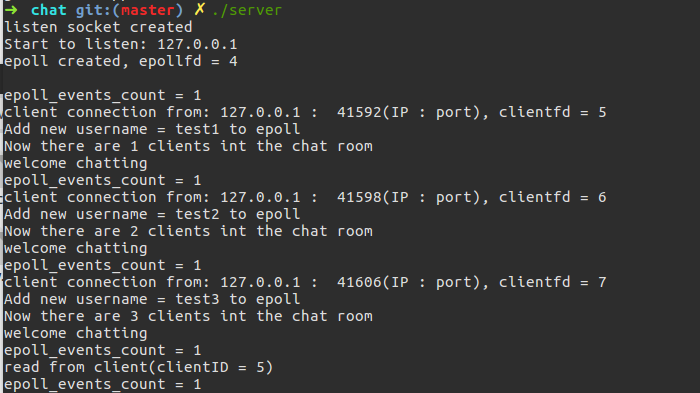 ➜ chat git:(master) ✗ ./server
listen socket created
Start to listen: 127.0.0.1
epoll created, epollfd = 4
epoll_events_count = 1
client connection from: 127.0.0.1 :  41592(IP : port), clientfd = 5
Add new username = test1 to epoll
Now there are 1 clients int the chat room
welcome chatting
epoll_events_count = 1
client connection from: 127.0.0.1 :  41598(IP : port), clientfd = 6
Add new username = test2 to epoll
Now there are 2 clients int the chat room
welcome chatting
epoll_events_count = 1
client connection from: 127.0.0.1 :  41606(IP : port), clientfd = 7
Add new username = test3 to epoll
Now there are 3 clients int the chat room
welcome chatting
epoll_events_count = 1
read from client(clientID = 5)
epoll_events_count = 1